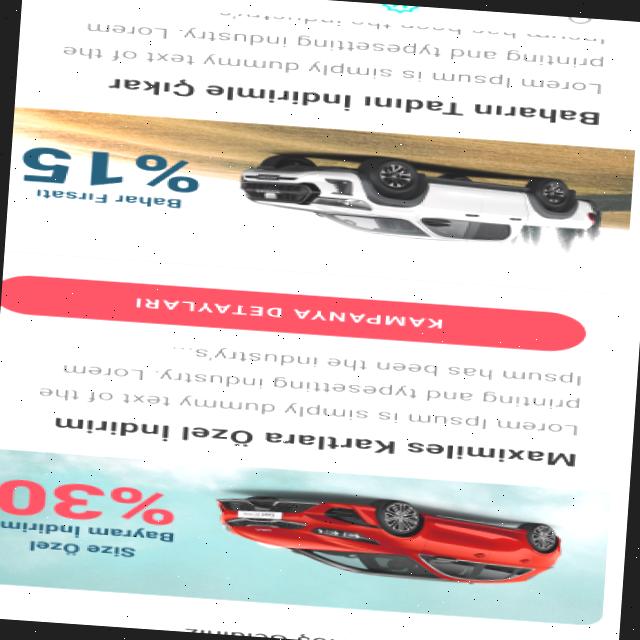 Size Özel
Bayram İndirim
%30
Maximiles Kartlara Özel İndirim
Lorem Ipsum is simply dummy text of the
printing and typesetting industry. Lorem
Ipsum has been the industry's...
KAMPANYA DETAYLARI
Bahar Fırsatı
%15
Baharın Tadını İndirimle Çıkar
Lorem Ipsum is simply dummy text of the
printing and typesetting industry. Lorem
Ipsum has been the industry's